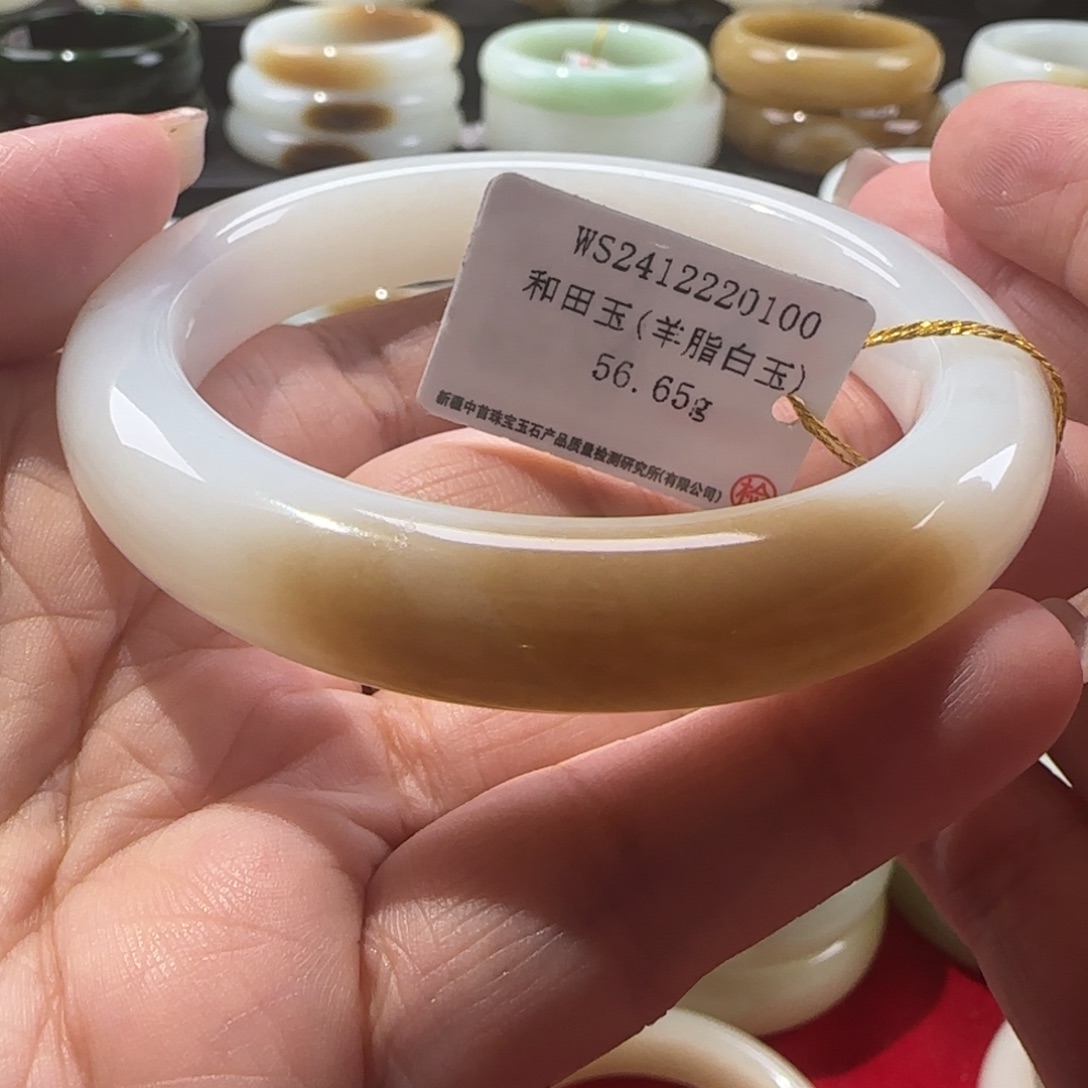 WS2412220100
和田玉(羊脂白玉)
56.65g
新疆中首珠宝玉石产品质量检测研究所(有限公司)
检